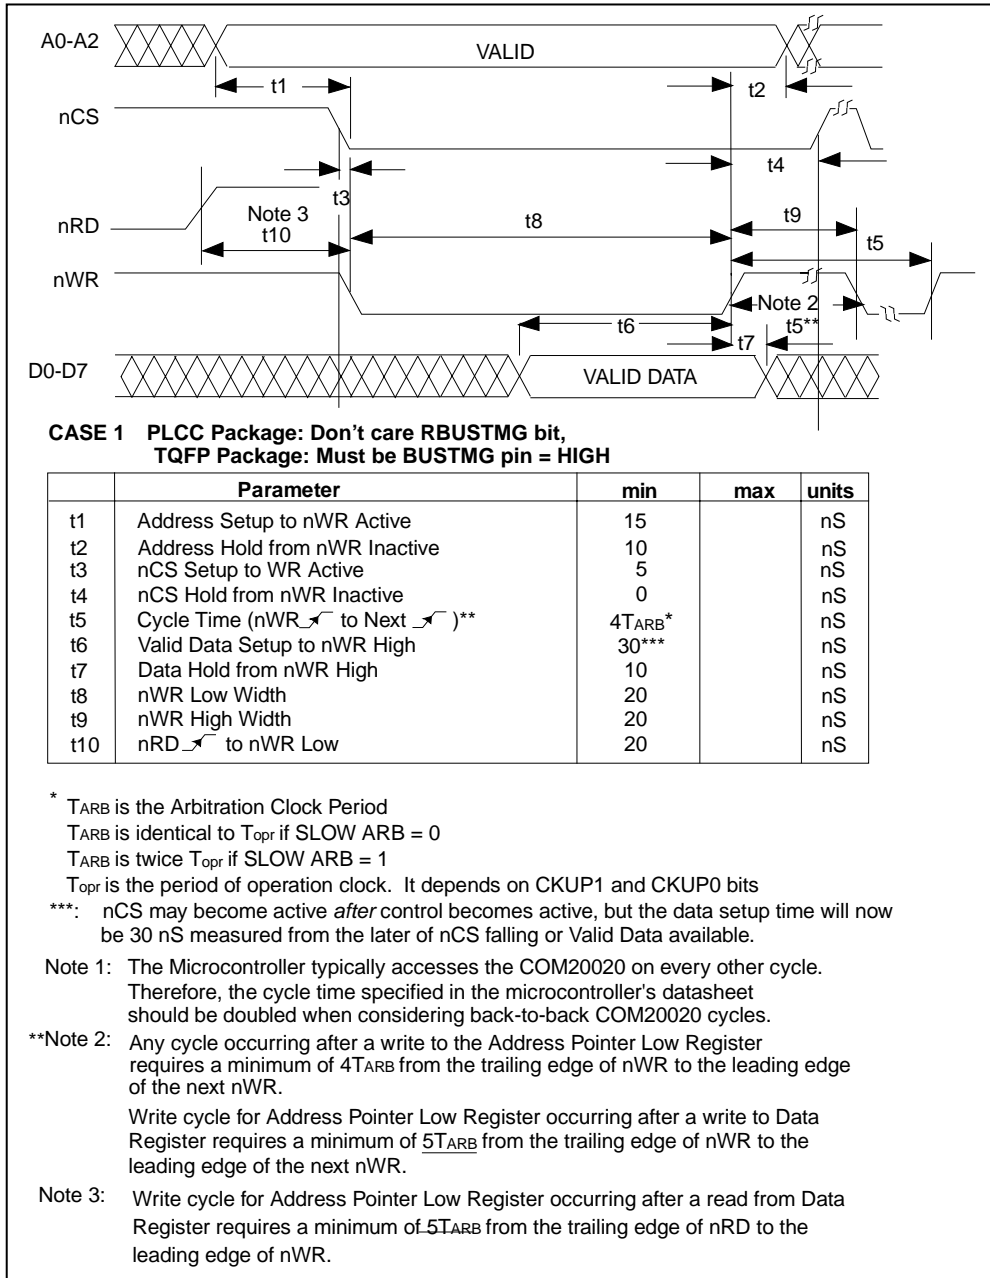 A0-A2
VALID
t1
t2
nCS
t4
t3
nRD
Note 3
t10
t8
t9
t5
nWR
Note 2
t5**
t6
t7
D0-D7
VALID DATA
CASE 1 PLCC Package: Don't care RBUSTMG bit,
TQFP Package: Must be BUSTMG pin = HIGH
Parameter min max units
t1 Address Setup to nWR Active 15 nS
t2 Address Hold from nWR Inactive 10 nS
t3 nCS Setup to WR Active 5 nS
t4 nCS Hold from nWR Inactive 0 nS
t5 Cycle Time (nWR to Next )** 4TARB* nS
t6 Valid Data Setup to nWR High 30*** nS
t7 Data Hold from nWR High 10 nS
t8 nWR Low Width 20 nS
t9 nWR High Width 20 nS
t10 nRD to nWR Low 20 nS
* TARB is the Arbitration Clock Period
TARB is identical to Topr if SLOW ARB = 0
TARB is twice Topr if SLOW ARB = 1
Topr is the period of operation clock. It depends on CKUP1 and CKUP0 bits
***: nCS may become active after control becomes active, but the data setup time will now
be 30 nS measured from the later of nCS falling or Valid Data available.
Note 1: The Microcontroller typically accesses the COM20020 on every other cycle.
Therefore, the cycle time specified in the microcontroller's datasheet
should be doubled when considering back-to-back COM20020 cycles.
**Note 2: Any cycle occurring after a write to the Address Pointer Low Register
requires a minimum of 4TARB from the trailing edge of nWR to the leading edge
of the next nWR.
Write cycle for Address Pointer Low Register occurring after a write to Data
Register requires a minimum of 5TARB from the trailing edge of nWR to the
leading edge of the next nWR.
Note 3: Write cycle for Address Pointer Low Register occurring after a read from Data
Register requires a minimum of 5TARB from the trailing edge of nRD to the
leading edge of nWR.